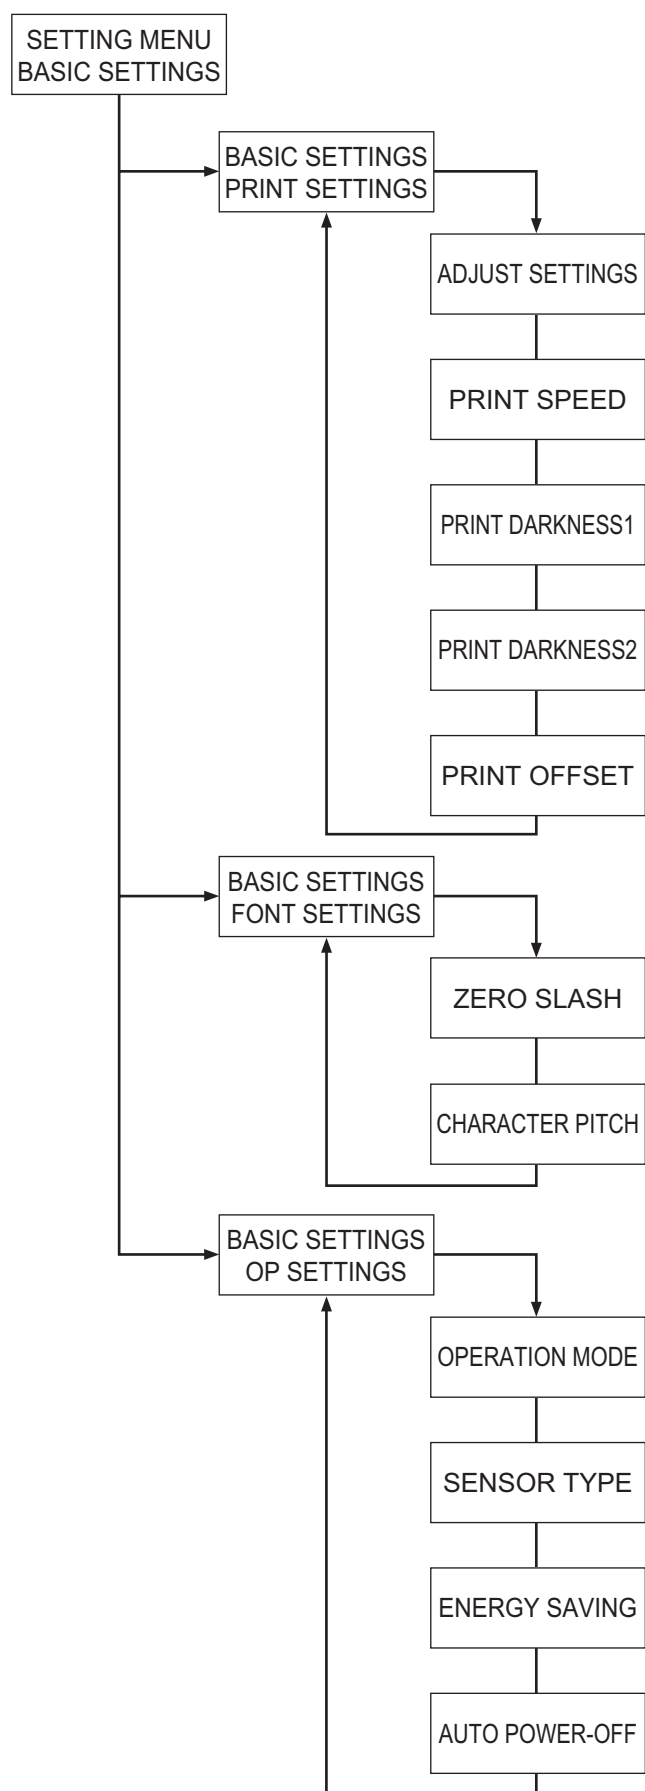 SETTING MENU
BASIC SETTINGS
BASIC SETTINGS
PRINT SETTINGS
ADJUST SETTINGS
PRINT SPEED
PRINT DARKNESS1
PRINT DARKNESS2
PRINT OFFSET
BASIC SETTINGS
FONT SETTINGS
ZERO SLASH
CHARACTER PITCH
BASIC SETTINGS
OP SETTINGS
OPERATION MODE
SENSOR TYPE
ENERGY SAVING
AUTO POWER-OFF